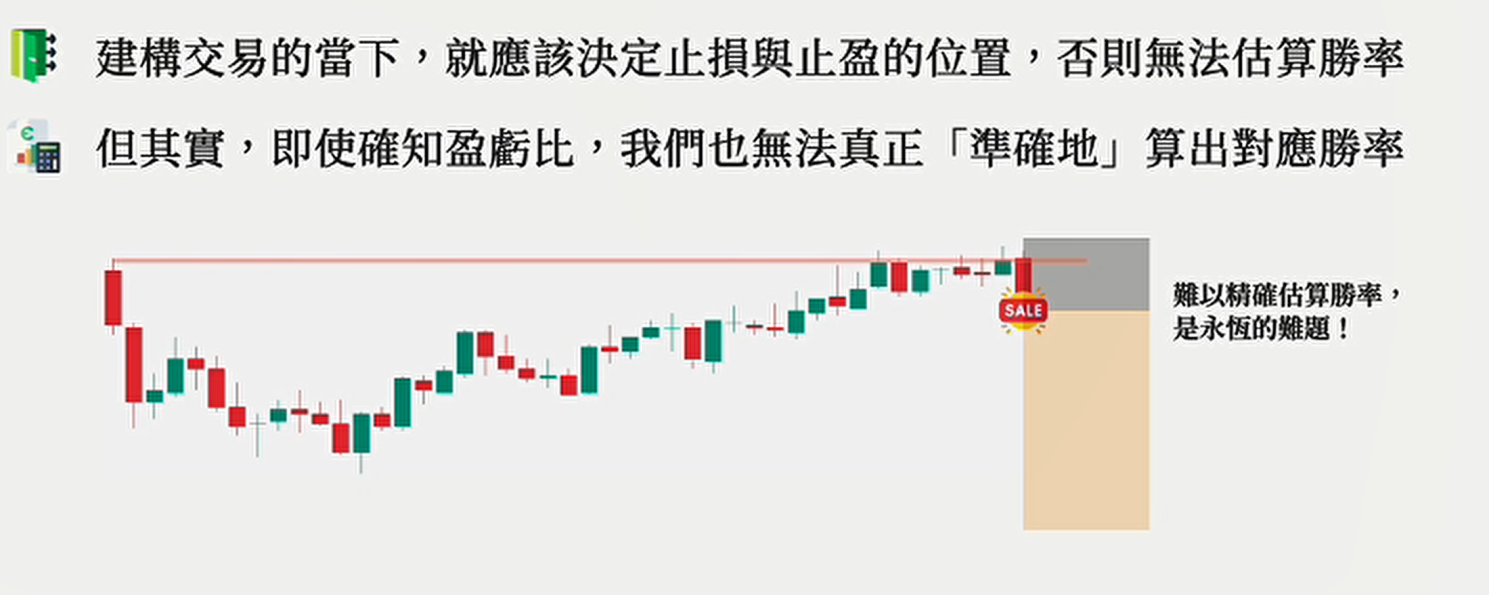 建構交易的當下，就應該決定止損與止盈的位置，否則無法估算勝率
但其實，即使確知盈虧比，我們也無法真正「準確地」算出對應勝率
SALE
難以精確估算勝率，
是永恆的難題！